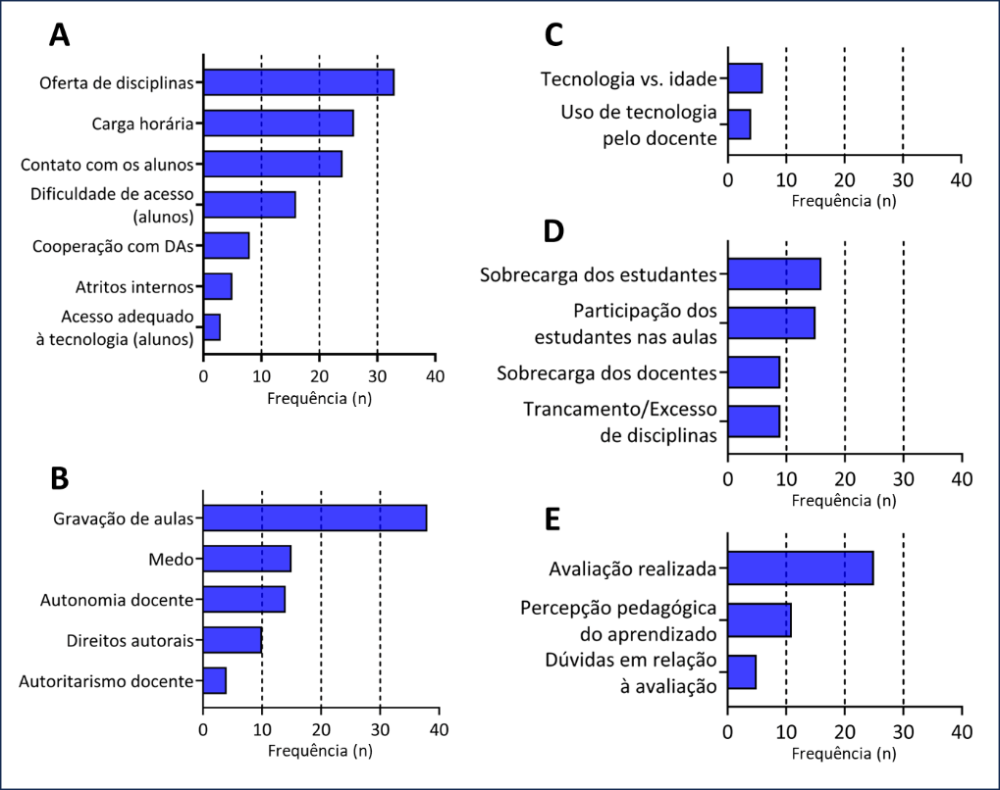 A
Oferta de disciplinas
Carga horária
Contato com os alunos
Dificuldade de acesso
(alunos)
Cooperação com DAs
Atritos internos
Acesso adequado
à tecnologia (alunos)
0 10 20 30 40
Frequência (n)
B
Gravação de aulas
Medo
Autonomia docente
Direitos autorais
Autoritarismo docente
0 10 20 30 40
Frequência (n)
C
Tecnologia vs. idade
Uso de tecnologia
pelo docente
0 10 20 30 40
Frequência (n)
D
Sobrecarga dos estudantes
Participação dos
estudantes nas aulas
Sobrecarga dos docentes
Trancamento/Excesso
de disciplinas
0 10 20 30 40
Frequência (n)
E
Avaliação realizada
Percepção pedagógica
do aprendizado
Dúvidas em relação
à avaliação
0 10 20 30 40
Frequência (n)